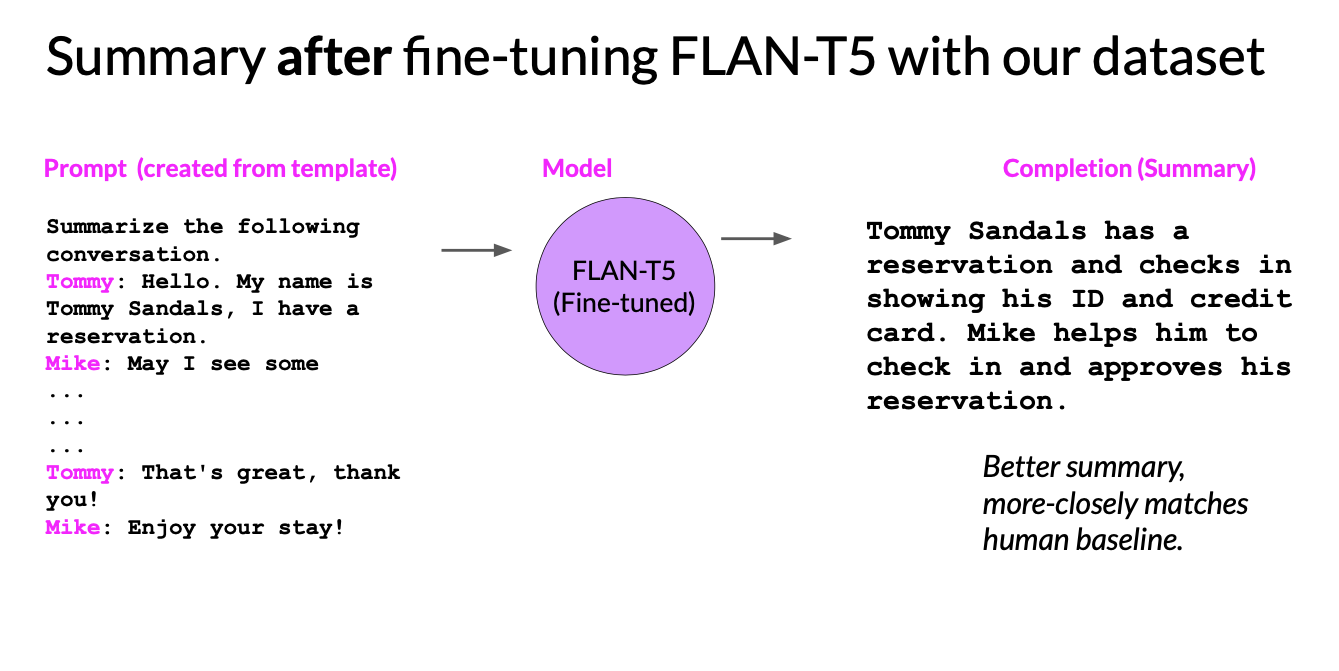 Summary after fine-tuning FLAN-T5 with our dataset
Prompt (created from template)
Summarize the following
conversation.
Tommy: Hello. My name is
Tommy Sandals, I have a
reservation.
Mike: May I see some
...
...
...
Tommy: That's great, thank
you!
Mike: Enjoy your stay!
Model
FLAN-T5
(Fine-tuned)
Completion (Summary)
Tommy Sandals has a
reservation and checks in
showing his ID and credit
card. Mike helps him to
check in and approves his
reservation.
Better summary,
more-closely matches
human baseline.